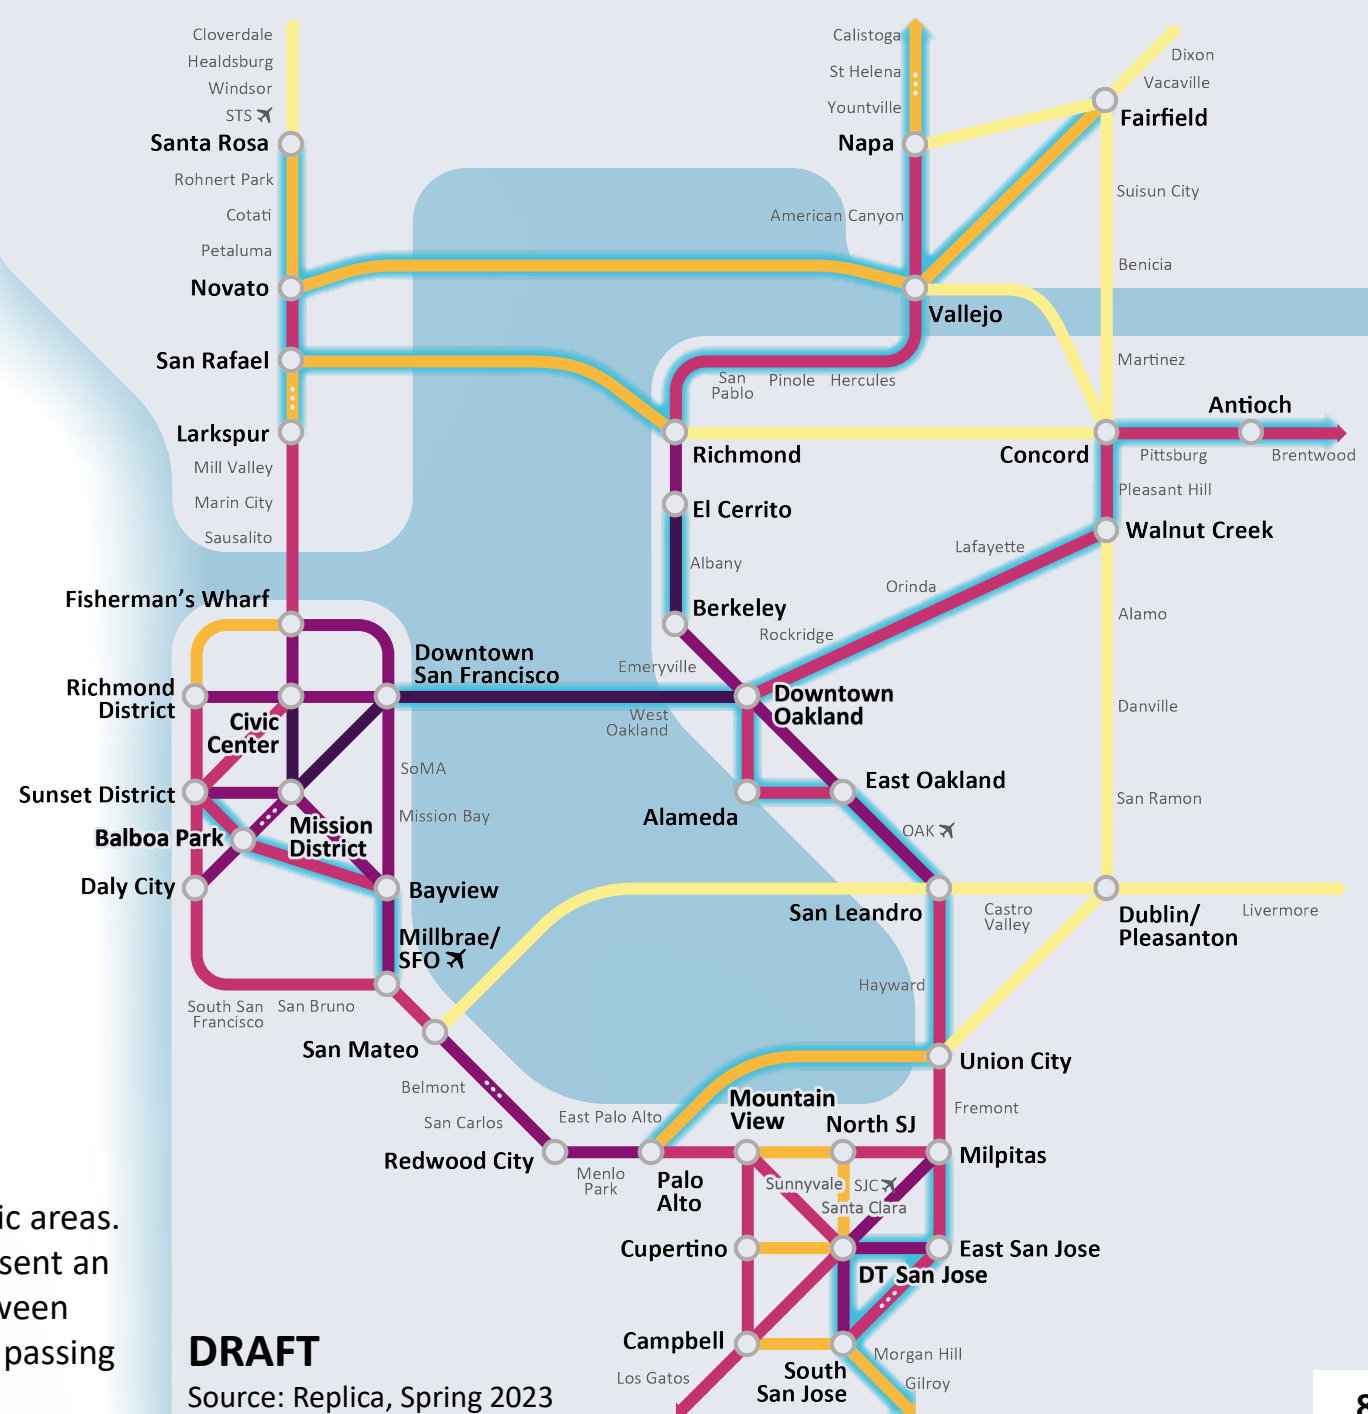 Cloverdale
Healdsburg
Windsor
STS
Santa Rosa
Rohnert Park
Cotati
Petaluma
Novato
San Rafael
Larkspur
Mill Valley
Marin City
Sausalito
Calistoga
St Helena
Yountville
Napa
American Canyon
Vallejo
Dixon
Vacaville
Fairfield
Suisun City
Benicia
Martinez
San
Pablo
Pinole
Hercules
Richmond
Concord
Antioch
Pittsburg
Brentwood
Pleasant Hill
Walnut Creek
El Cerrito
Albany
Berkeley
Lafayette
Orinda
Rockridge
Emeryville
Alamo
Danville
San Ramon
Fisherman's Wharf
Downtown
San Francisco
Richmond
District
Civic
Center
West
Oakland
Downtown
Oakland
SoMA
Mission Bay
Sunset District
Balboa Park
Mission
District
Daly City
Bayview
Alameda
East Oakland
OAK
Millbrae/
SFO
San Leandro
Castro
Valley
Dublin/
Pleasanton
Livermore
Hayward
South San
Francisco
San Bruno
San Mateo
Union City
Belmont
San Carlos
East Palo Alto
Mountain
View
North SJ
Fremont
Redwood City
Menlo
Park
Palo
Alto
Sunnyvale
SJC
Santa Clara
Milpitas
Cupertino
DT San Jose
East San Jose
Campbell
Los Gatos
South
San Jose
Morgan Hill
Gilroy
ic areas.
sent an
ween
passing
DRAFT
Source: Replica, Spring 2023